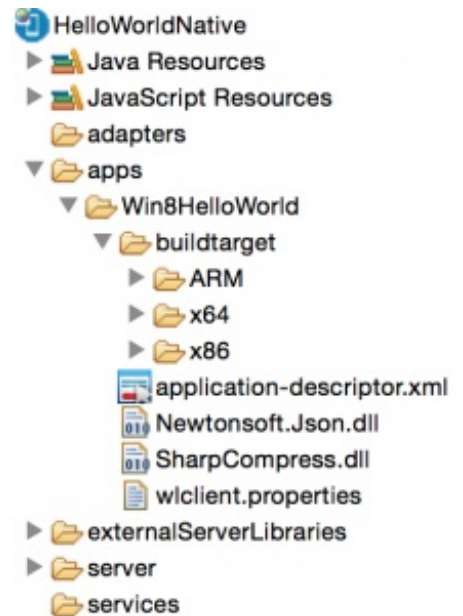 HelloWorldNative
Java Resources
JavaScript Resources
adapters
apps
Win8HelloWorld
buildtarget
ARM
x64
x86
application-descriptor.xml
Newtonsoft.Json.dll
SharpCompress.dll
wlclient.properties
externalServerLibraries
server
services